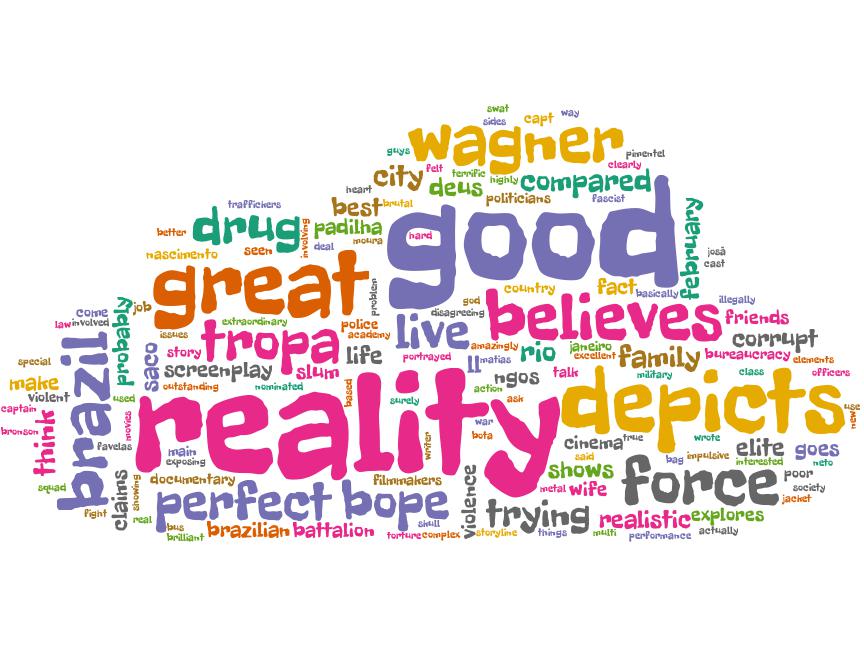 swat
sides
capt
way
wagner
guys
pimentel
clearly
felt
terrific
city
deus
highly
compared
heart
politicians
fascist
traffickers
best
brutal
drug
involving
padilha
hard
good
february
better
moura
deal
seen
josã
cast
nascimento
great
problem
country
fact
basically
illegally
god
disagreeing
believes
friends
come
law
involved
probably
job
extraordinary
police
academy
live
issues
tropa
corrupt
brazil
saco
story
life
portrayed
amazingly
ll
matias
rio
janeiro
excellent
family
bureaucracy
elements
special
screenplay
slum
ngos
talk
military
class
officers
make
outstanding
nominated
based
action
depicts
violent
used
surely
ask
captain
reality
use
news
bronson
think
movies
war
bota
favelas
writer
cinema
true
wrote
elite
goes
main
exposing
said
bag
impulsive
interested
neto
squad
claims
showing
documentary
filmmakers
violence
shows
force
poor
society
metal
wife
jacket
perfect
bope
fight
real
bus
brilliant
brazilian
battalion
skull
torture
complex
storyline
trying
things
realistic
explores
multi
performance
actually